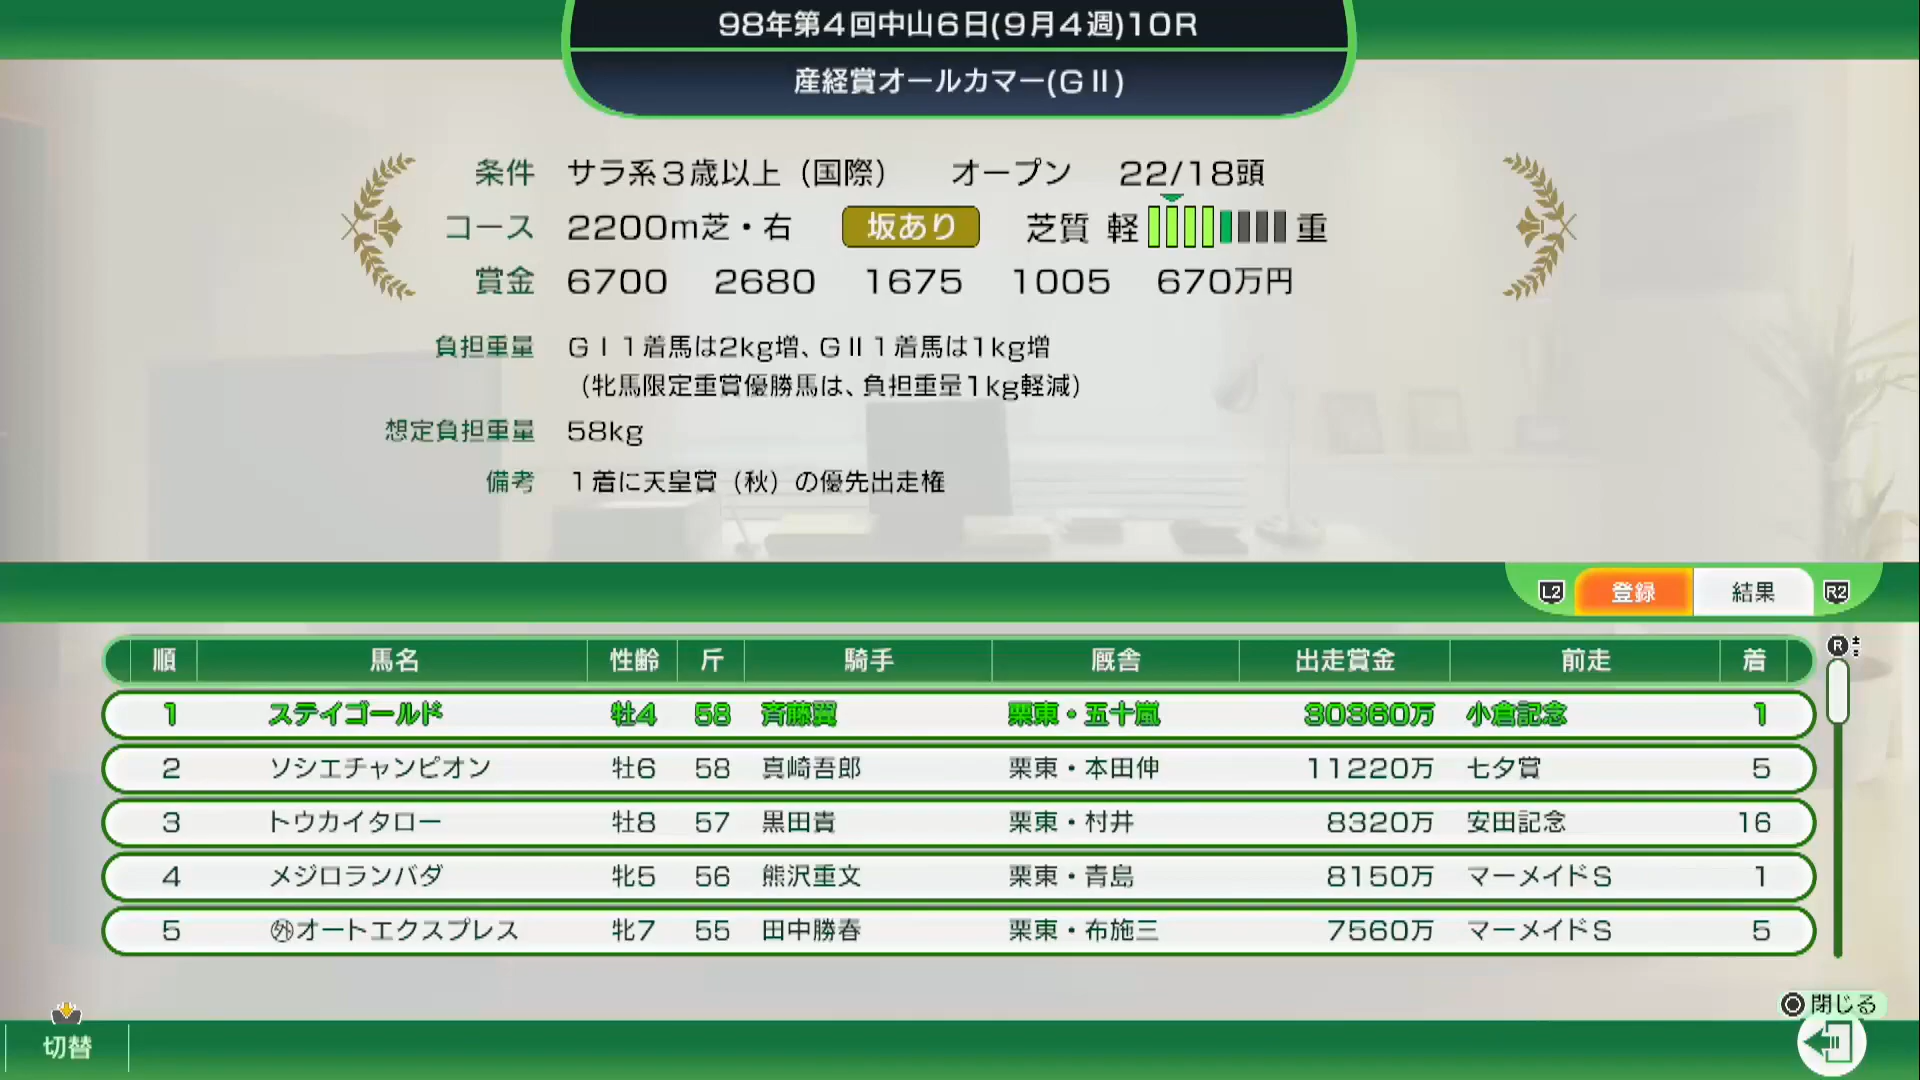 98年第4回中山6日(9月4週)10R
産経賞オールカマー(GⅡ)
条件 サラ系3歳以上（国際） オープン 22/18頭
コース 2200m芝・右 坂あり 芝質 軽 重
賞金 6700 2680 1675 1005 670万円
負担重量 GⅠ1着馬は2kg増、GⅡ1着馬は1kg増
（牝馬限定重賞優勝馬は、負担重量1kg軽減）
想定負担重量 58kg
備考 1着に天皇賞（秋）の優先出走権
L2 登録 結果 R2
順 馬名 性齢 斤 騎手 厩舎 出走賞金 前走 着 R
1 ステイゴールド 牡4 58 斉藤翼 栗東・五十嵐 30360万 小倉記念 1
2 ソシエチャンピオン 牡6 58 真崎吾郎 栗東・本田伸 11220万 七夕賞 5
3 トウカイタロー 牡8 57 黒田貴 栗東・村井 8320万 安田記念 16
4 メジロランバダ 牝5 56 熊沢重文 栗東・青島 8150万 マーメイドS 1
5 ㊕オートエクスプレス 牝7 55 田中勝春 栗東・布施三 7560万 マーメイドS 5
閉じる
切替